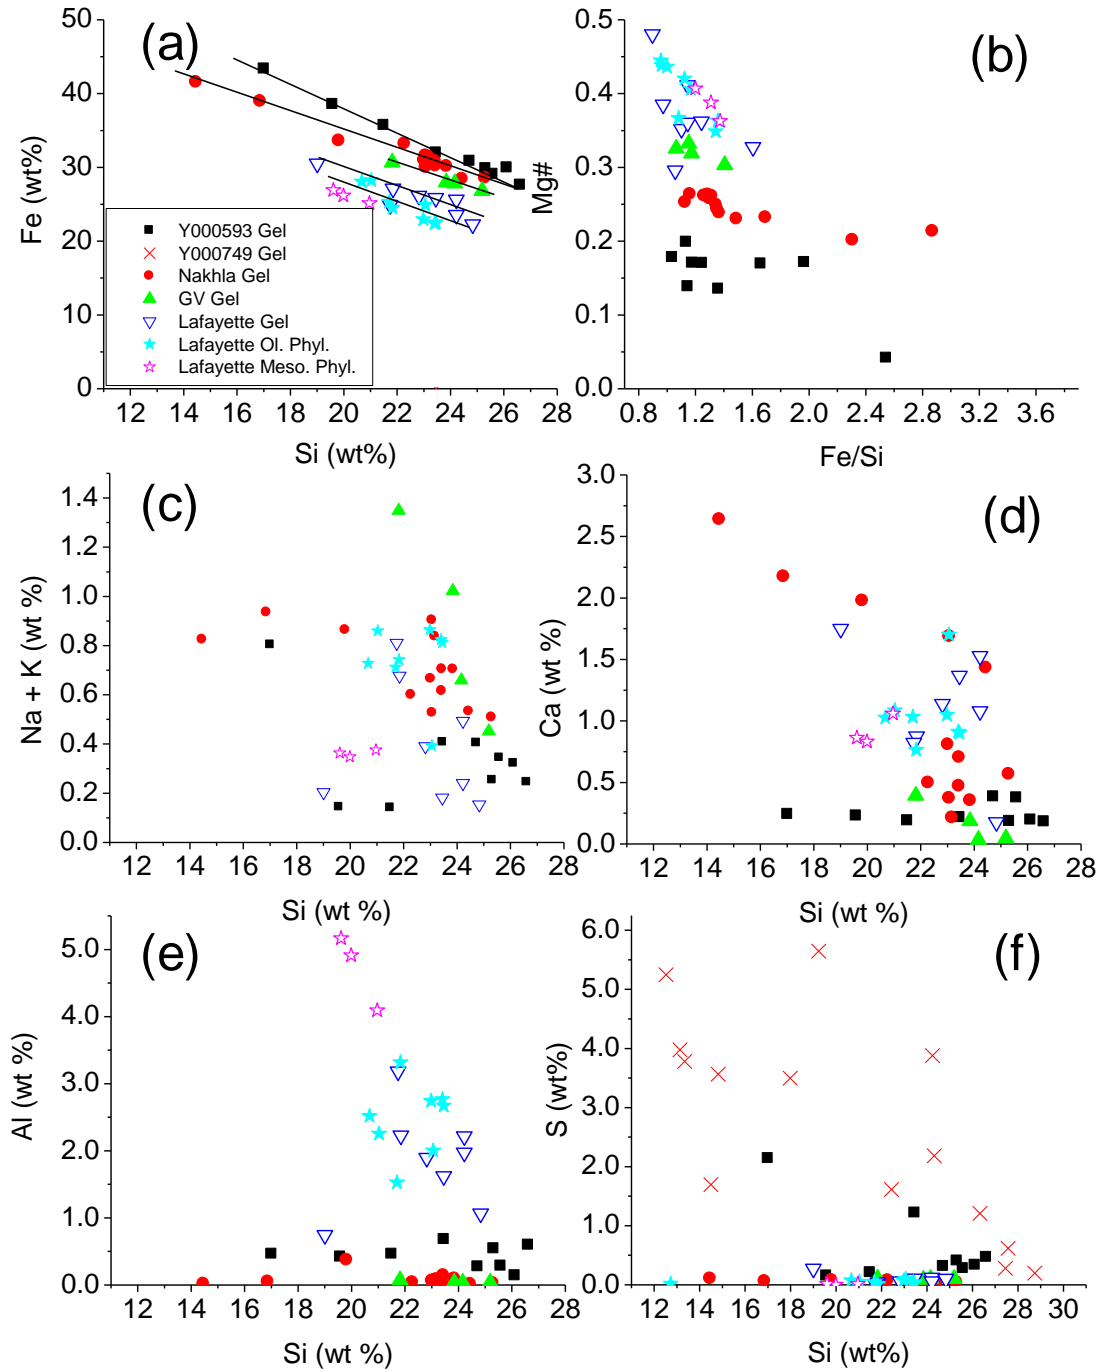 (a)
50
40
30
20
10
0
Fe (wt%)
Y000593 Gel
Y000749 Gel
Nakhla Gel
GV Gel
Lafayette Gel
Lafayette Ol. Phyl.
Lafayette Meso. Phyl.
12 14 16 18 20 22 24 26 28
Si (wt%)
(b)
0.5
0.4
0.3
0.2
0.1
0.0
Mg#
0.8 1.2 1.6 2.0 2.4 2.8 3.2 3.6
Fe/Si
(c)
1.4
1.2
1.0
0.8
0.6
0.4
0.2
0.0
Na + K (wt %)
12 14 16 18 20 22 24 26 28
Si (wt %)
(d)
3.0
2.5
2.0
1.5
1.0
0.5
0.0
Ca (wt %)
12 14 16 18 20 22 24 26 28
Si (wt %)
(e)
5.0
4.0
3.0
2.0
1.0
0.0
Al (wt %)
12 14 16 18 20 22 24 26 28
Si (wt %)
(f)
6.0
5.0
4.0
3.0
2.0
1.0
0.0
S (wt%)
12 14 16 18 20 22 24 26 28 30
Si (wt%)